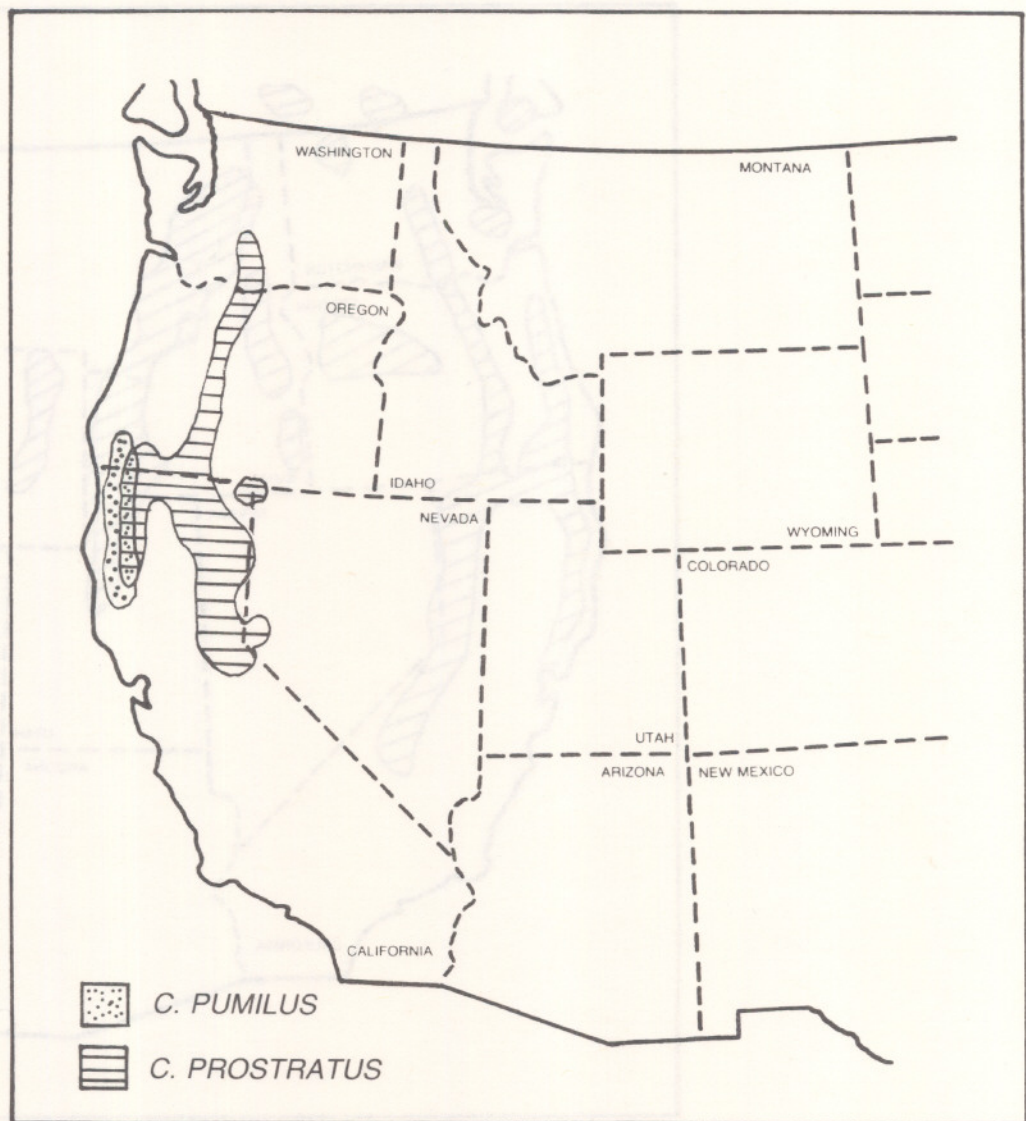 WASHINGTON
MONTANA
OREGON
IDAHO
NEVADA
WYOMING
COLORADO
UTAH
ARIZONA
NEW MEXICO
CALIFORNIA
C. PUMILUS
C. PROSTRATUS